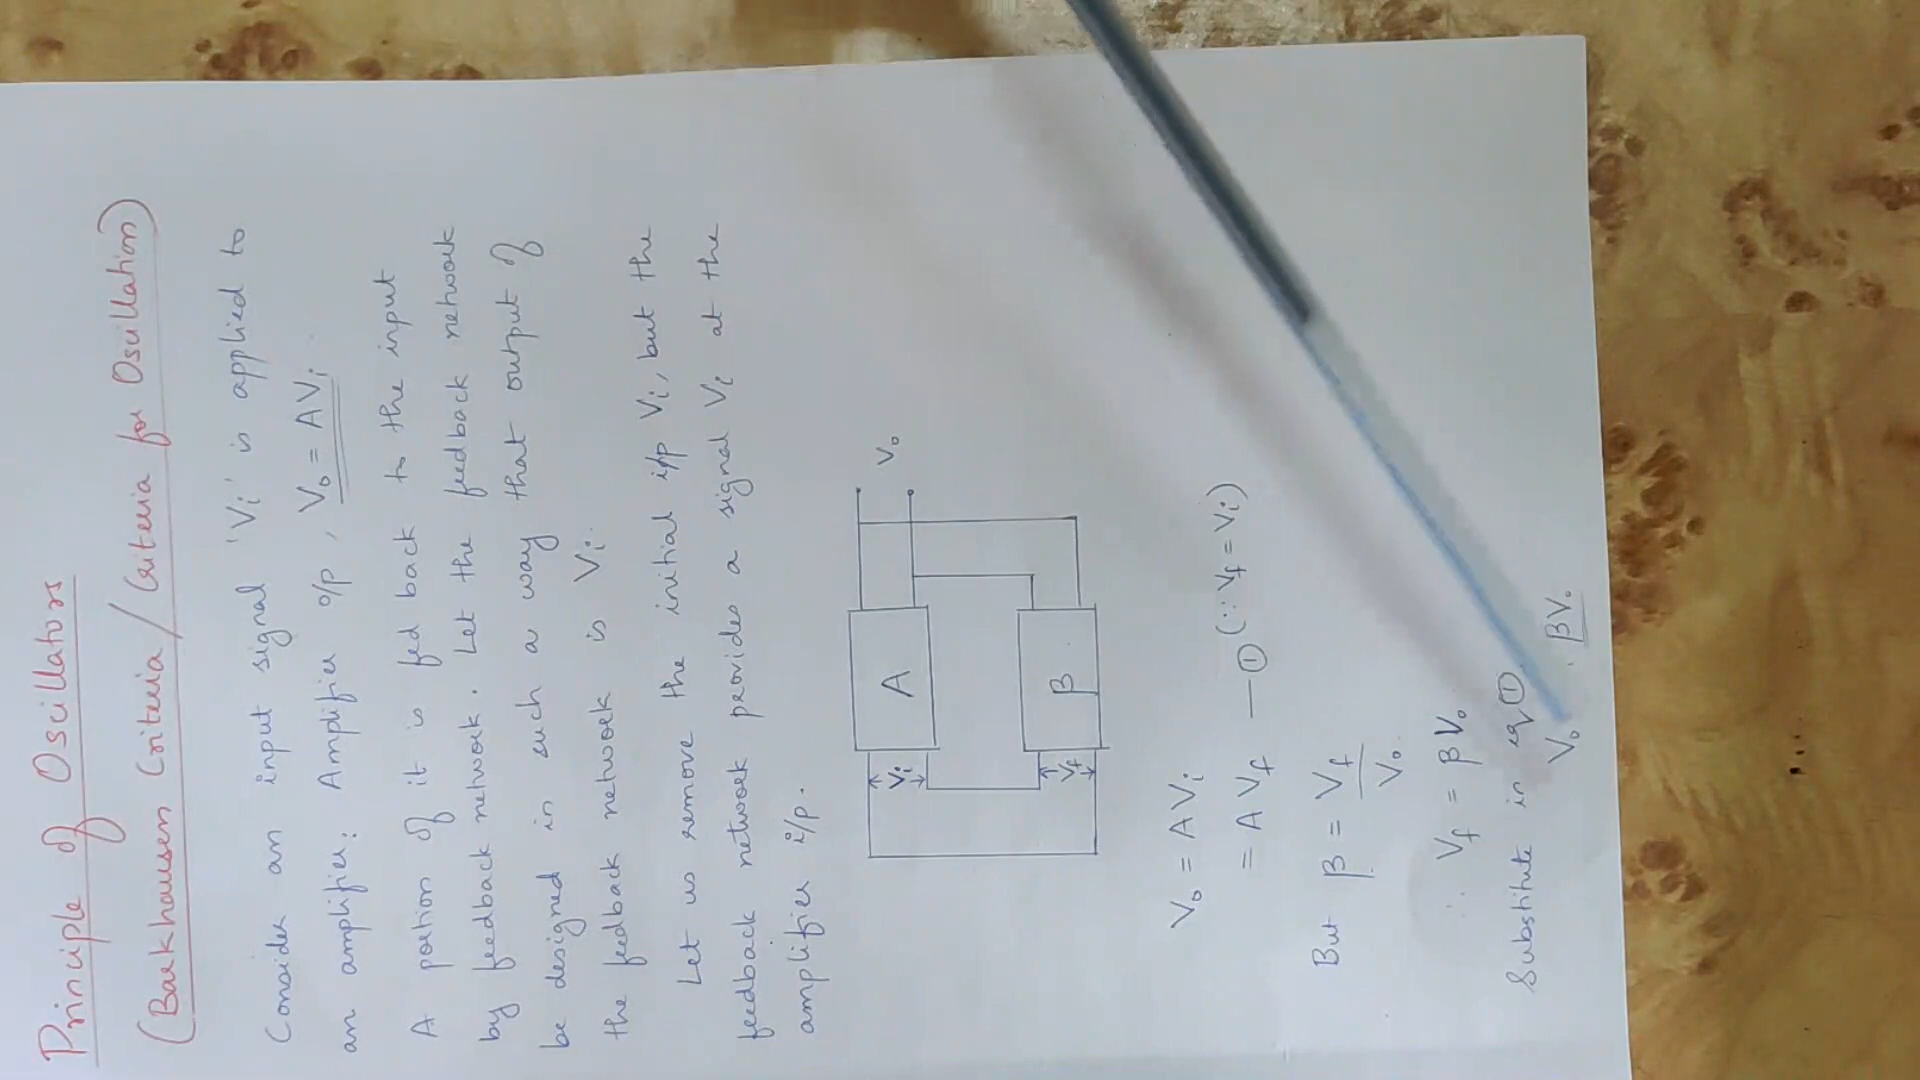 Principle of Oscillators
(Barkhausen Criteria / Criteria for Oscillation)
Consider an input signal 'Vi' is applied to
an amplifier: Amplifier o/p, Vo = AVi.
A portion of it is fed back to the input
by feedback network. Let the feedback network
be designed in such a way that output of
the feedback network is Vi.
Let us remove the initial i/p Vi, but the
feedback network provides a signal Vi at the
amplifier i/p.
Vo
A
Vi
β
Vf
Vo = AVi
= AVf — ① (∵ Vf = Vi)
But β = Vf / Vo.
∴ Vf = βVo
Substitute in eq ①
Vo βVo